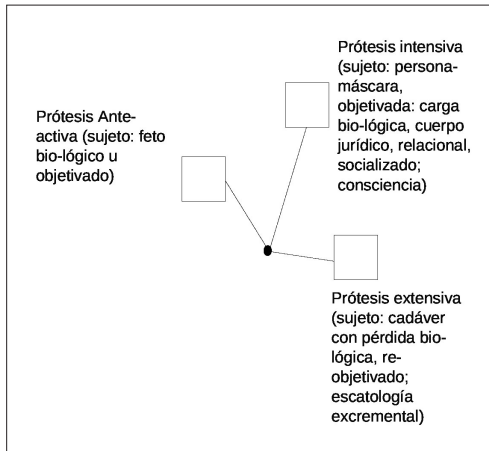 Prótesis Ante-
activa (sujeto: feto
bio-lógico u
objetivado)
Prótesis intensiva
(sujeto: persona-
máscara,
objetivada: carga
bio-lógica, cuerpo
jurídico, relacional,
socializado;
consciencia)
Prótesis extensiva
(sujeto: cadáver
con pérdida bio-
lógica, re-
objetivado;
escatología
excremental)